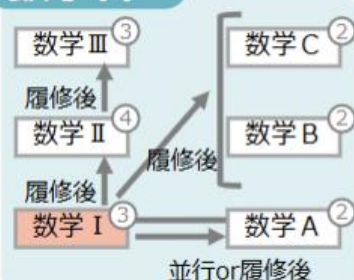 数学Ⅲ ③
数学C ②
履修後
数学Ⅱ ④
数学B ②
履修後
履修後
数学Ⅰ ③
数学A ②
並行or履修後